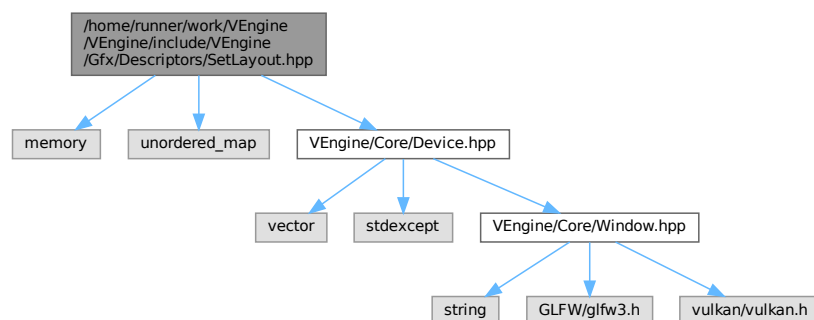 /home/runner/work/VEngine
/VEngine/include/VEngine
/Gfx/Descriptors/SetLayout.hpp
memory
unordered_map
VEngine/Core/Device.hpp
vector
stdexcept
VEngine/Core/Window.hpp
string
GLFW/glfw3.h
vulkan/vulkan.h